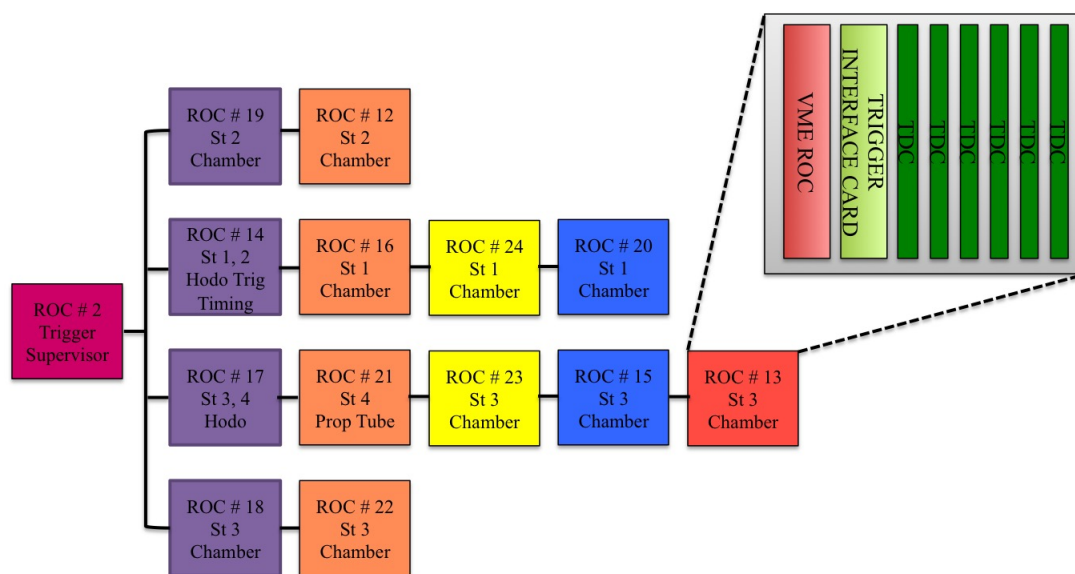 ROC # 2
Trigger
Supervisor
ROC # 19
St 2
Chamber
ROC # 12
St 2
Chamber
ROC # 14
St 1, 2
Hodo Trig
Timing
ROC # 16
St 1
Chamber
ROC # 24
St 1
Chamber
ROC # 20
St 1
Chamber
ROC # 17
St 3, 4
Hodo
ROC # 21
St 4
Prop Tube
ROC # 23
St 3
Chamber
ROC # 15
St 3
Chamber
ROC # 13
St 3
Chamber
ROC # 18
St 3
Chamber
ROC # 22
St 3
Chamber
VME ROC
TRIGGER
INTERFACE CARD
TDC
TDC
TDC
TDC
TDC
TDC